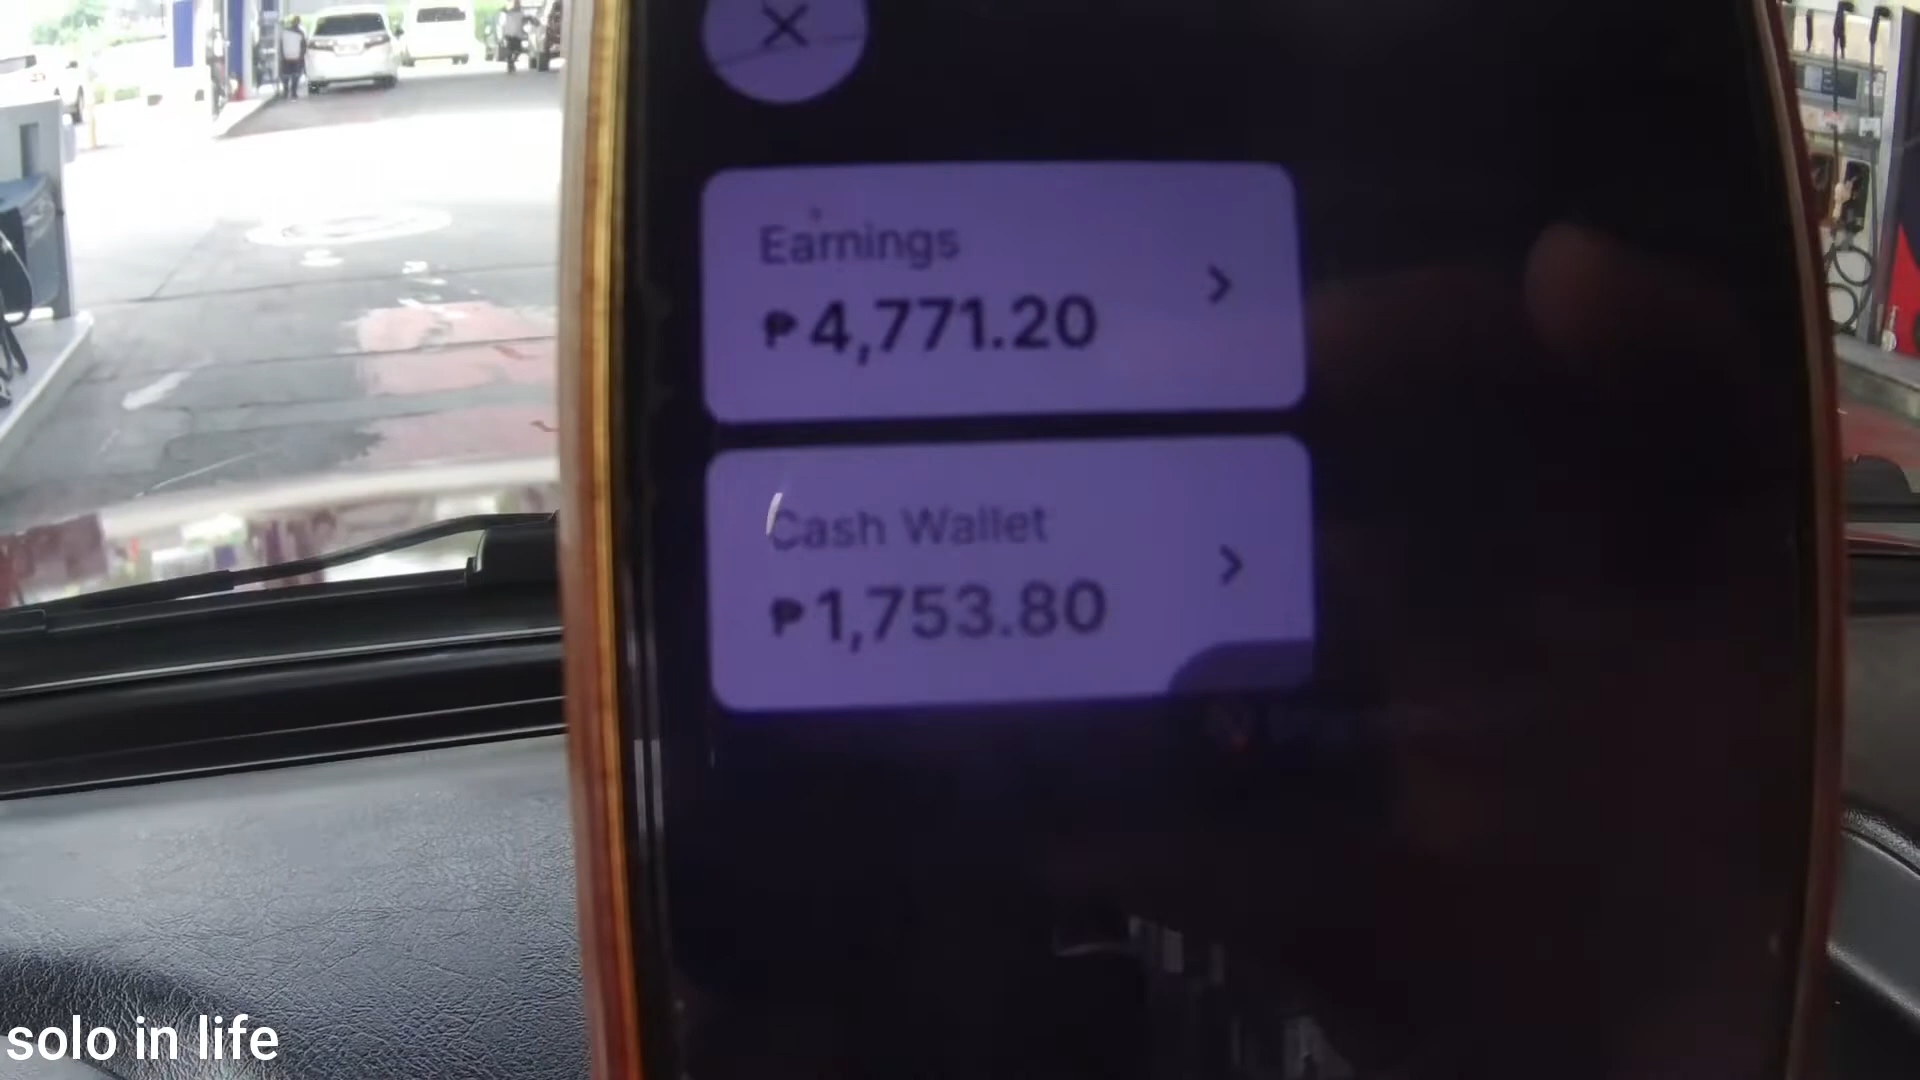 Earnings
₱4,771.20
Cash Wallet
₱1,753.80
solo in life